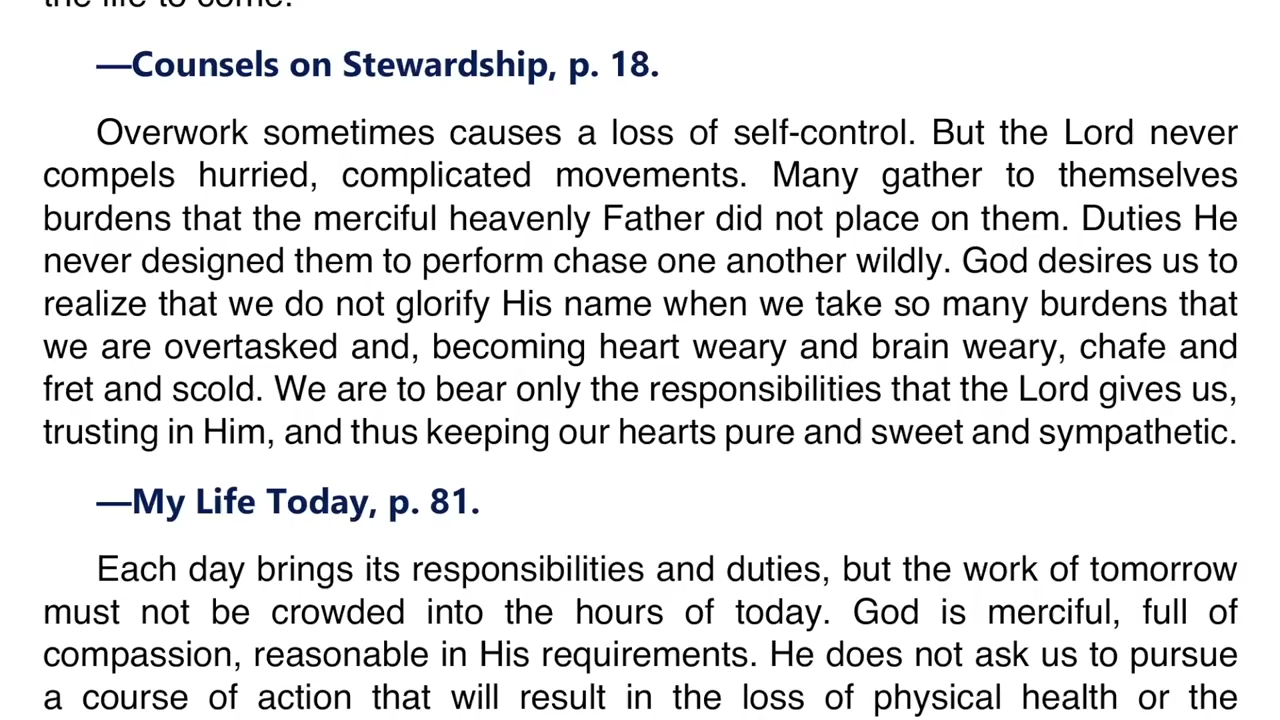 the life to come.
—Counsels on Stewardship, p. 18.
Overwork sometimes causes a loss of self-control. But the Lord never
compels hurried, complicated movements. Many gather to themselves
burdens that the merciful heavenly Father did not place on them. Duties He
never designed them to perform chase one another wildly. God desires us to
realize that we do not glorify His name when we take so many burdens that
we are overtasked and, becoming heart weary and brain weary, chafe and
fret and scold. We are to bear only the responsibilities that the Lord gives us,
trusting in Him, and thus keeping our hearts pure and sweet and sympathetic.
—My Life Today, p. 81.
Each day brings its responsibilities and duties, but the work of tomorrow
must not be crowded into the hours of today. God is merciful, full of
compassion, reasonable in His requirements. He does not ask us to pursue
a course of action that will result in the loss of physical health or the